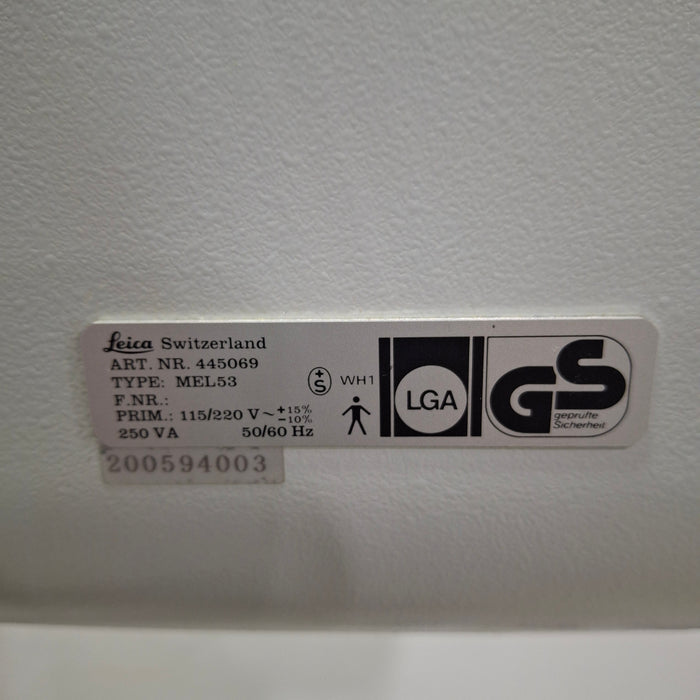 Leica Switzerland
ART. NR. 445069
TYPE: MEL53
F.NR.:
PRIM.: 115/220 V ~ +15% -10%
250 VA 50/60 Hz
200594003
+S
WH1
LGA
GS
geprüfte
Sicherheit